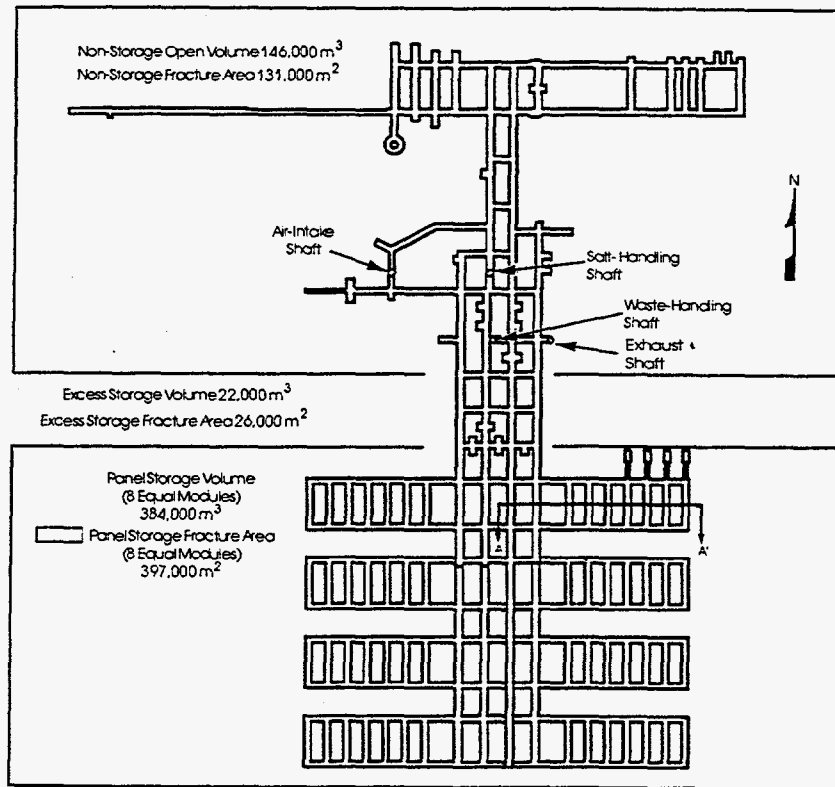 Non-Storage Open Volume 146,000 m³
Non-Storage Fracture Area 131,000 m²
N
Air-Intake
Shaft
Salt-Handling
Shaft
Waste-Handling
Shaft
Exhaust
Shaft
Excess Storage Volume 22,000 m³
Excess Storage Fracture Area 26,000 m²
Panel Storage Volume
(8 Equal Modules)
384,000 m³
Panel Storage Fracture Area
(8 Equal Modules)
397,000 m²
A
A'